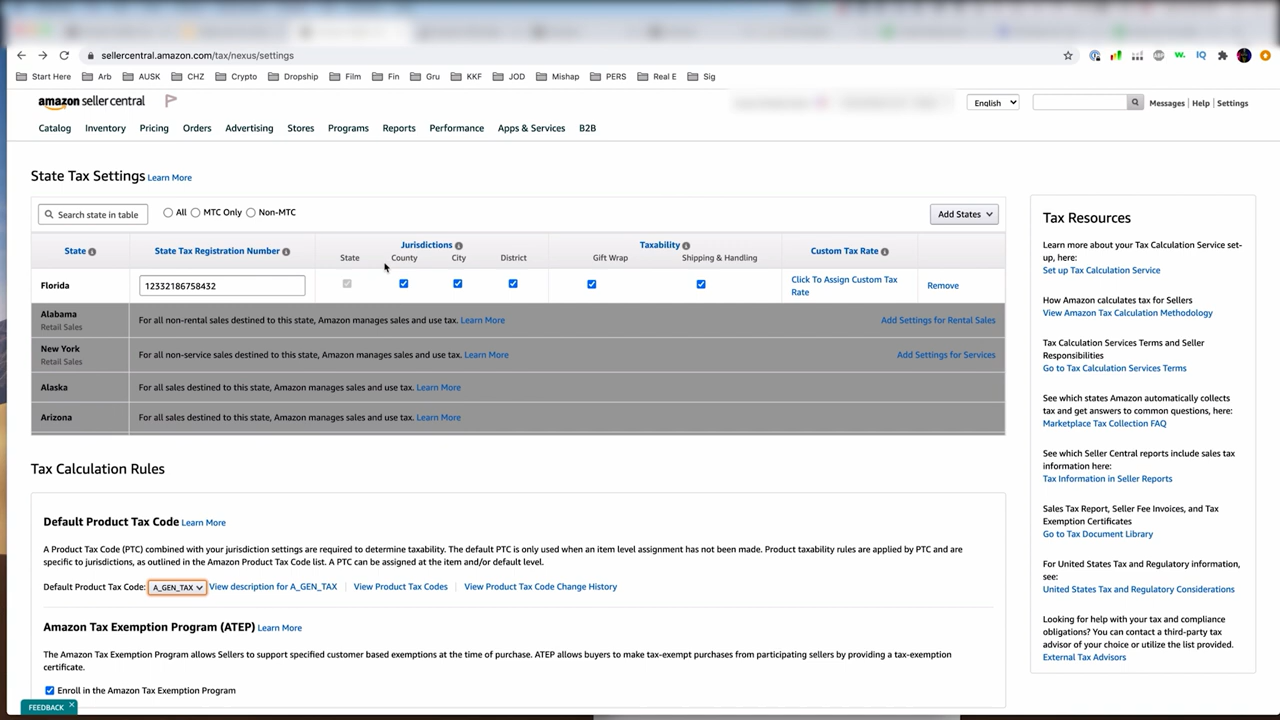 sellercentral.amazon.com/tax/nexus/settings
Start Here Arb AUSK CHZ Crypto Dropship Film Fin Gru KKF JOD Mishap PERS Real E Sig
amazon seller central English Messages | Help | Settings
Catalog Inventory Pricing Orders Advertising Stores Programs Reports Performance Apps & Services B2B
State Tax Settings Learn More
Search state in table All MTC Only Non-MTC Add States
State State Tax Registration Number Jurisdictions Taxability Custom Tax Rate
State County City District Gift Wrap Shipping & Handling
Florida 12332186758432 Click To Assign Custom Tax Rate Remove
Alabama
Retail Sales
For all non-rental sales destined to this state, Amazon manages sales and use tax. Learn More Add Settings for Rental Sales
New York
Retail Sales
For all non-service sales destined to this state, Amazon manages sales and use tax. Learn More Add Settings for Services
Alaska For all sales destined to this state, Amazon manages sales and use tax. Learn More
Arizona For all sales destined to this state, Amazon manages sales and use tax. Learn More
Tax Calculation Rules
Default Product Tax Code Learn More
A Product Tax Code (PTC) combined with your jurisdiction settings are required to determine taxability. The default PTC is only used when an item level assignment has not been made. Product taxability rules are applied by PTC and are
specific to jurisdictions, as outlined in the Amazon Product Tax Code list. A PTC can be assigned at the item and/or default level.
Default Product Tax Code: A_GEN_TAX View description for A_GEN_TAX | View Product Tax Codes | View Product Tax Code Change History
Amazon Tax Exemption Program (ATEP) Learn More
The Amazon Tax Exemption Program allows Sellers to support specified customer based exemptions at the time of purchase. ATEP allows buyers to make tax-exempt purchases from participating sellers by providing a tax-exemption
certificate.
Enroll in the Amazon Tax Exemption Program
FEEDBACK
Tax Resources
Learn more about your Tax Calculation Service set-
up, here:
Set up Tax Calculation Service
How Amazon calculates tax for Sellers
View Amazon Tax Calculation Methodology
Tax Calculation Services Terms and Seller
Responsibilities
Go to Tax Calculation Services Terms
See which states Amazon automatically collects
tax and get answers to common questions, here:
Marketplace Tax Collection FAQ
See which Seller Central reports include sales tax
information here:
Tax Information in Seller Reports
Sales Tax Report, Seller Fee Invoices, and Tax
Exemption Certificates
Go to Tax Document Library
For United States Tax and Regulatory information,
see:
United States Tax and Regulatory Considerations
Looking for help with your tax and compliance
obligations? You can contact a third-party tax
advisor of your choice or utilize the list provided.
External Tax Advisors